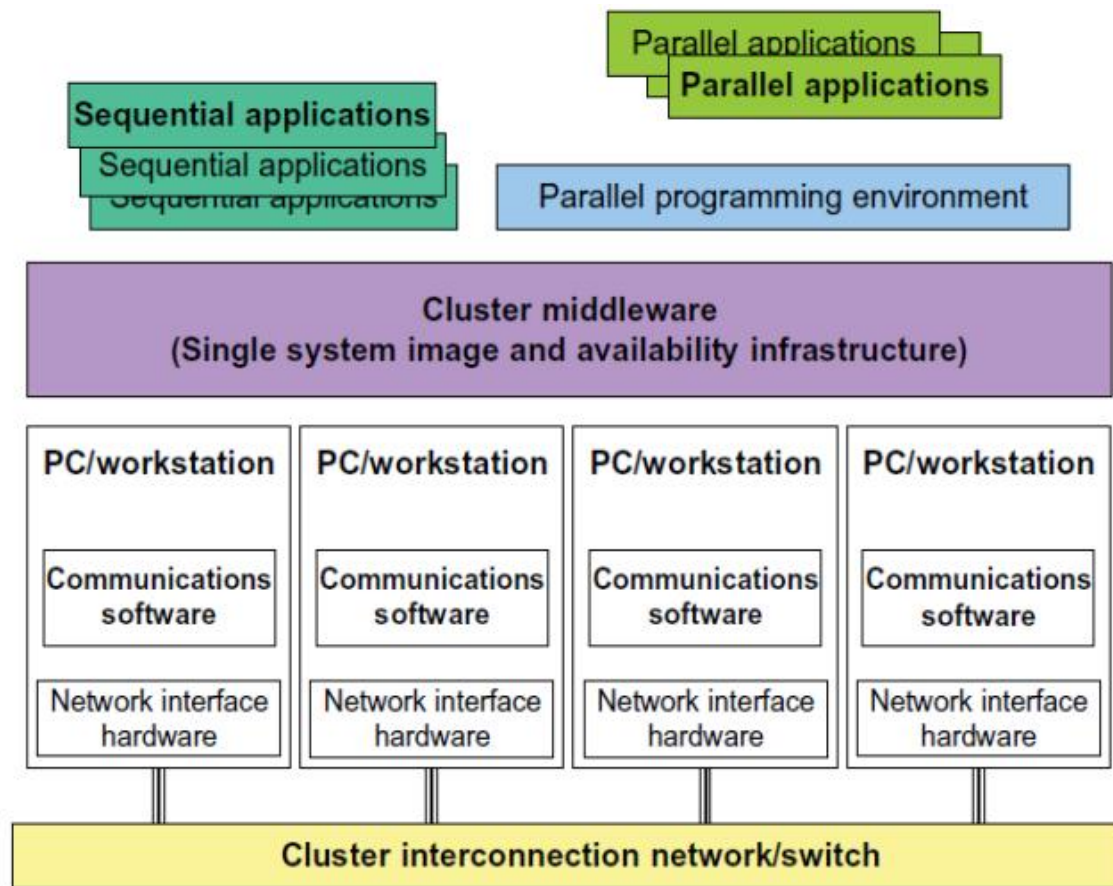 Parallel applications
Parallel applications
Sequential applications
Sequential applications
Sequential applications
Parallel programming environment
Cluster middleware
(Single system image and availability infrastructure)
PC/workstation
Communications
software
Network interface
hardware
PC/workstation
Communications
software
Network interface
hardware
PC/workstation
Communications
software
Network interface
hardware
PC/workstation
Communications
software
Network interface
hardware
Cluster interconnection network/switch